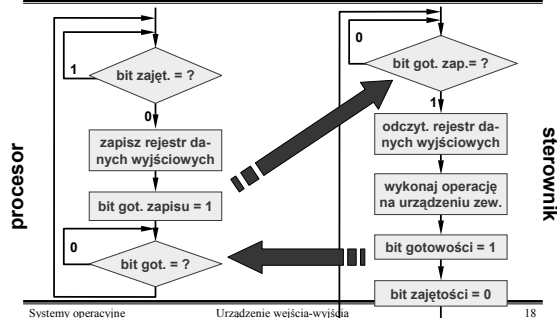 procesor
bit zajęt. = ?
1
0
zapisz rejestr da-
nych wyjściowych
bit got. zapisu = 1
0
bit got. = ?
0
bit got. zap.= ?
1
odczyt. rejestr da-
nych wyjściowych
wykonaj operację
na urządzeniu zew.
bit gotowości = 1
bit zajętości = 0
sterownik
Systemy operacyjne
Urządzenie wejścia-wyjścia
18